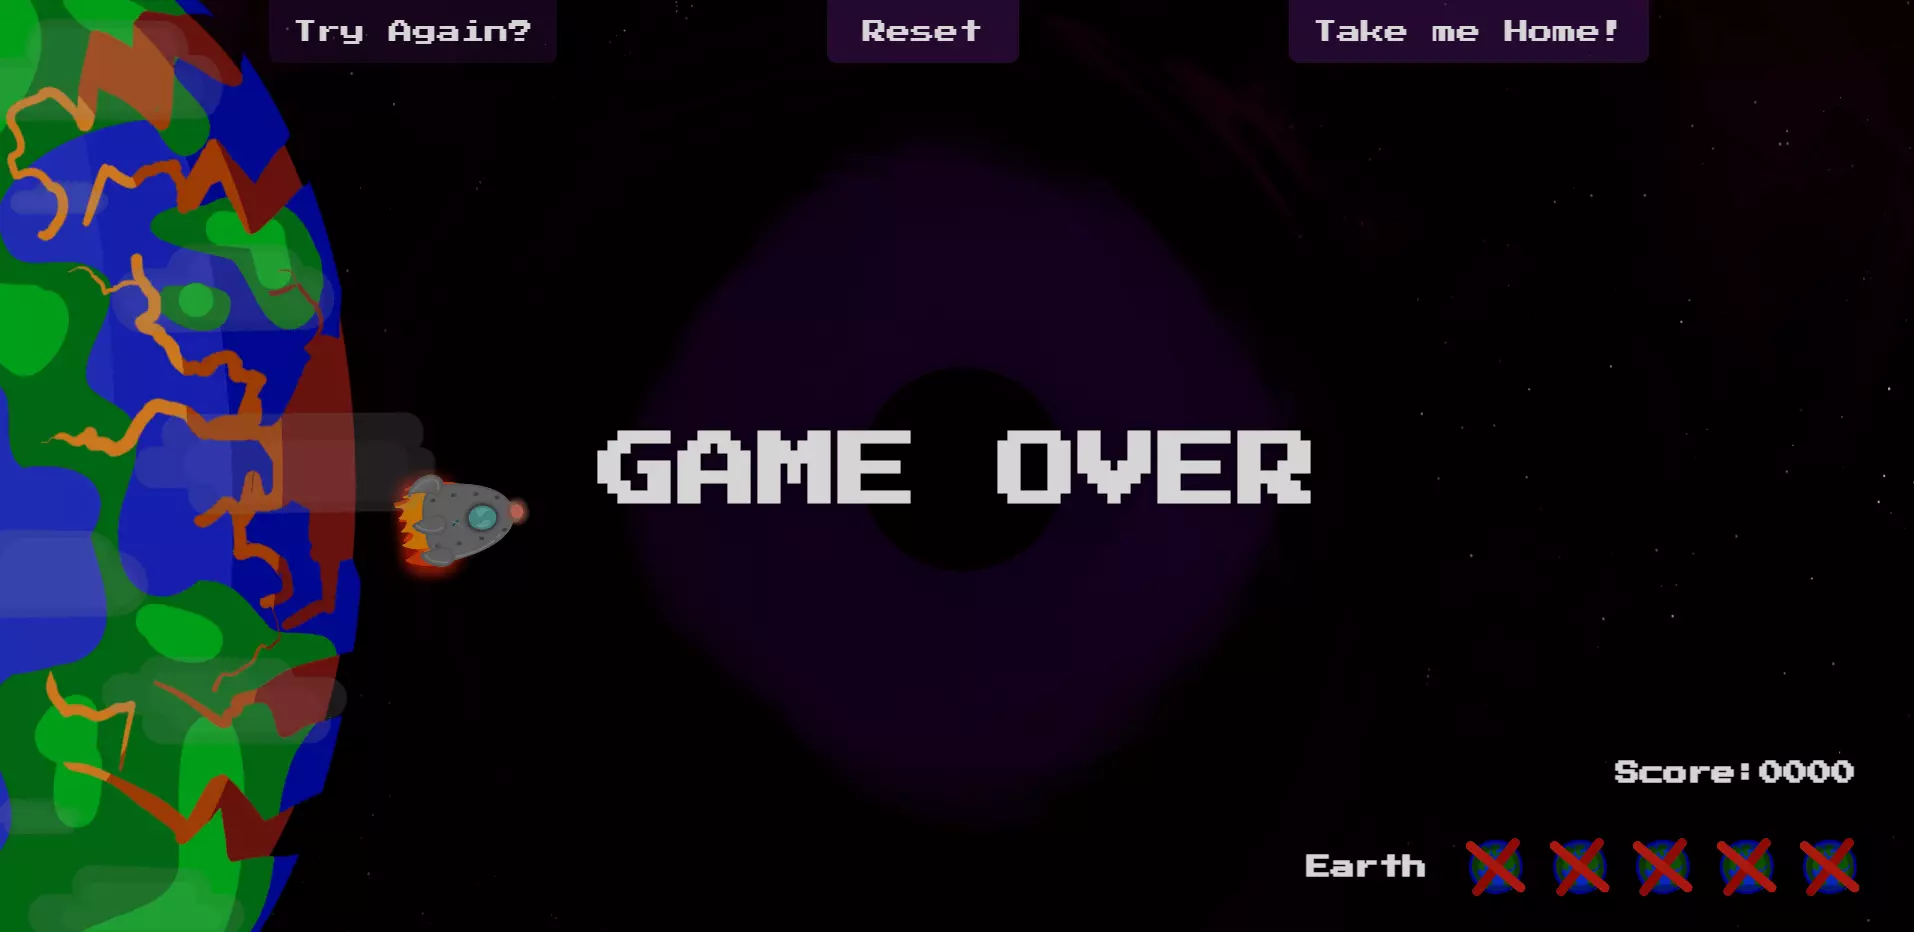 Try Again?
Reset
Take me Home!
GAME OVER
Score:0000
Earth